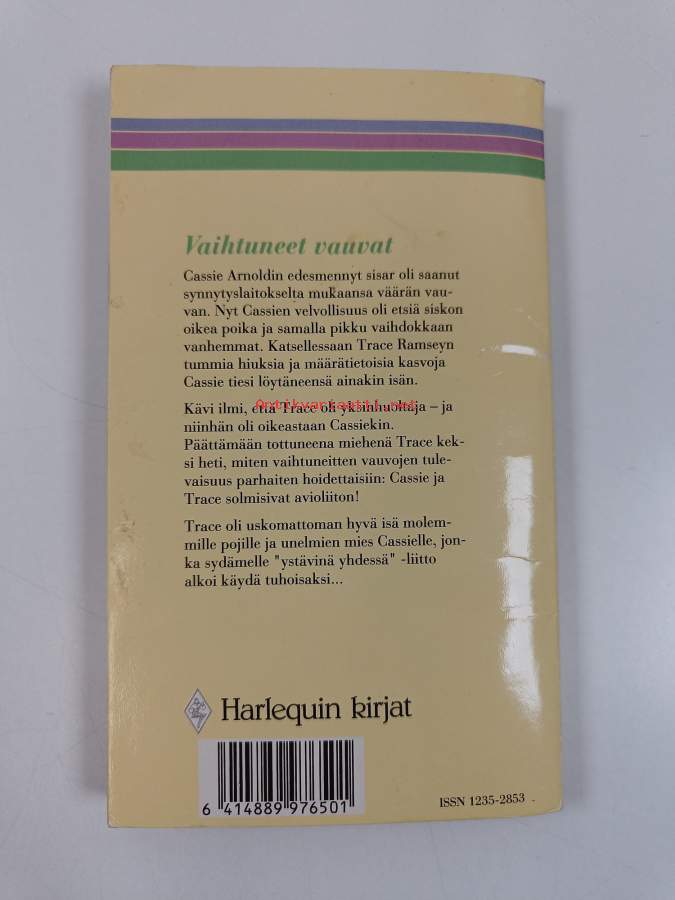 Vaihtuneet vauvat
Cassie Arnoldin edesmennyt sisar oli saanut
synnytyslaitokselta mukaansa väärän vau-
van. Nyt Cassien velvollisuus oli etsiä siskon
oikea poika ja samalla pikku vaihdokkaan
vanhemmat. Katsellessaan Trace Ramseyn
tummia hiuksia ja määrätietoisia kasvoja
Cassie tiesi löytäneensä ainakin isän.
Kävi ilmi, että Trace oli yksinhuoltaja – ja
niinhän oli oikeastaan Cassiekin.
Päättämään tottuneena miehenä Trace kek-
si heti, miten vaihtuneitten vauvojen tule-
vaisuus parhaiten hoidettaisiin: Cassie ja
Trace solmisivat avioliiton!
Trace oli uskomattoman hyvä isä molem-
mille pojille ja unelmien mies Cassielle, jon-
ka sydämelle "ystävinä yhdessä" -liitto
alkoi käydä tuhoisaksi...
Antikvariaatti.net
Harlequin kirjat
6 414889 976501
ISSN 1235-2853